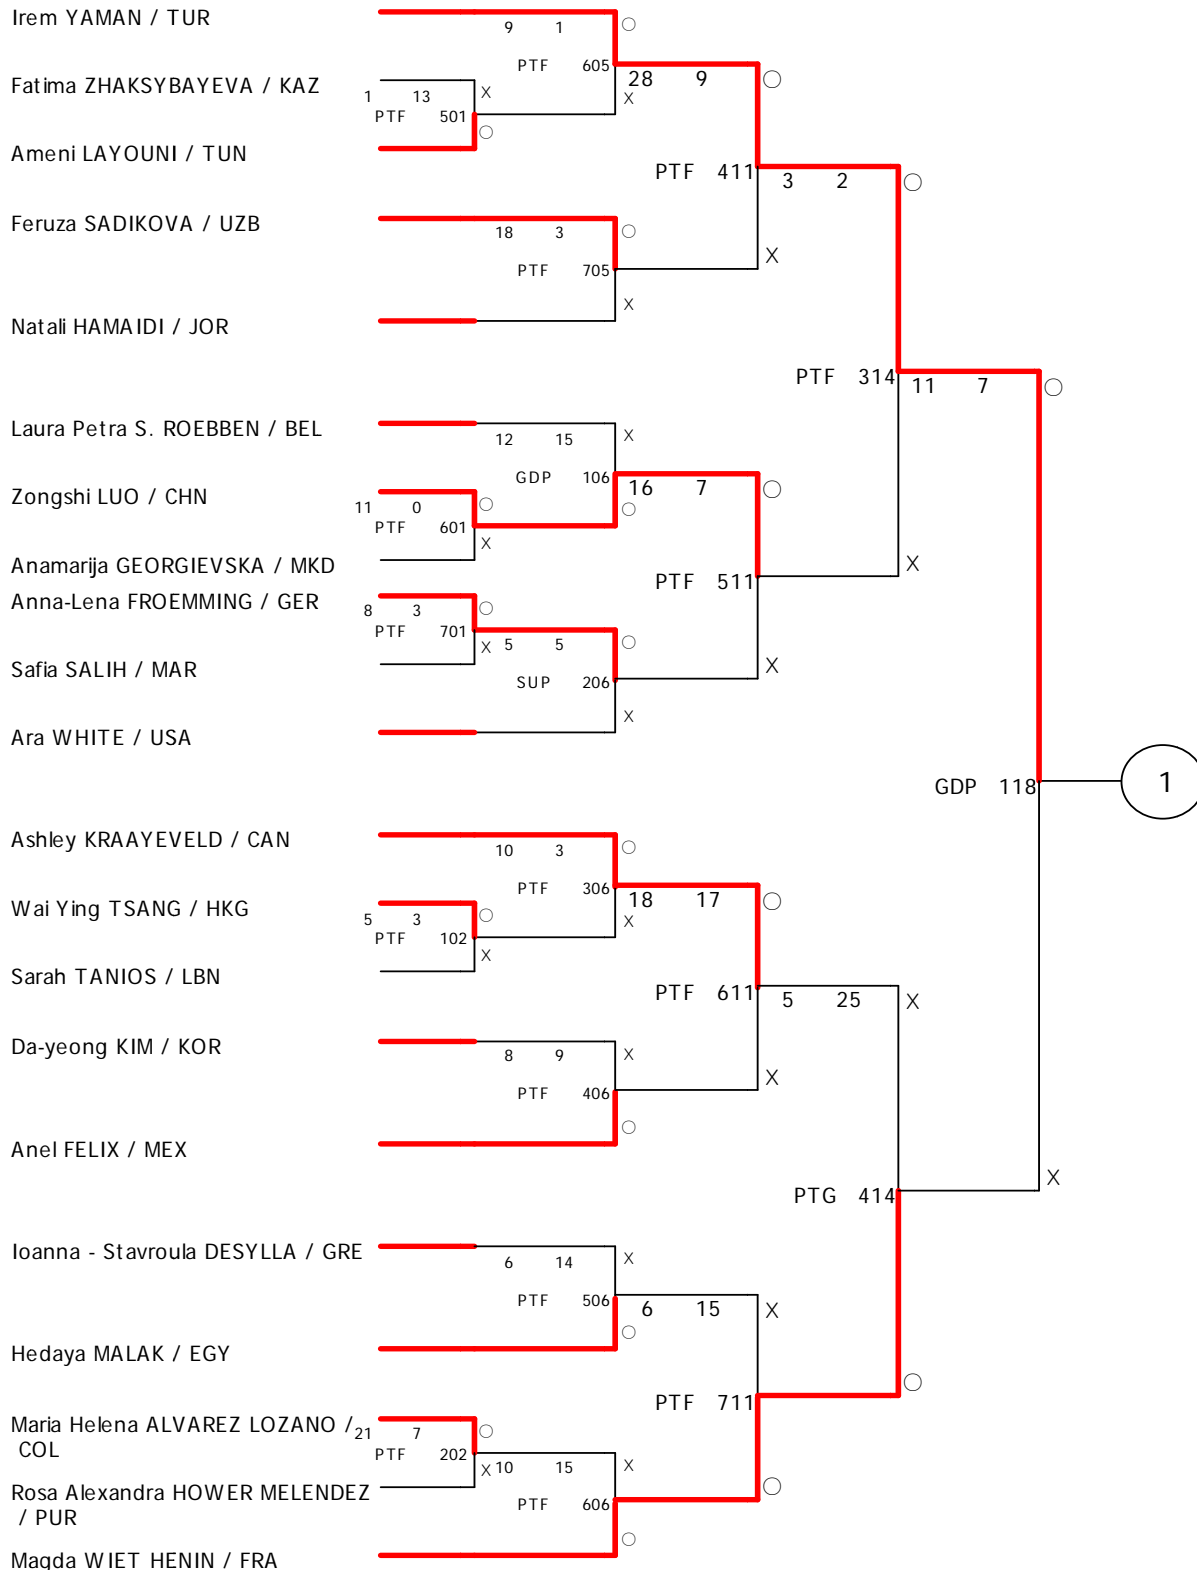 Irem YAMAN / TUR
9 1
PTF 605
28 9
Fatima ZHAKSYBAYEVA / KAZ
1 13 X
PTF 501
X
Ameni LAYOUNI / TUN
PTF 411
3 2
Feruza SADIKOVA / UZB
18 3
PTF 705
X
X
Natali HAMAIDI / JOR
PTF 314
11 7
Laura Petra S. ROEBBEN / BEL
12 15 X
GDP 106
16 7
Zongshi LUO / CHN
11 0
PTF 601
X
Anamarija GEORGIEVSKA / MKD
X
PTF 511
Anna-Lena FROEMMING / GER
8 3
PTF 701
X 5 5
Safia SALIH / MAR
SUP 206
X
X
Ara WHITE / USA
GDP 118
1
Ashley KRAAYEVELD / CAN
10 3
PTF 306
18 17
Wai Ying TSANG / HKG
5 3
PTF 102
X
X
Sarah TANIOS / LBN
PTF 611
5 25 X
Da-yeong KIM / KOR
8 9 X
PTF 406
X
Anel FELIX / MEX
X
PTG 414
Ioanna - Stavroula DESYLLA / GRE
6 14 X
PTF 506
6 15 X
Hedaya MALAK / EGY
PTF 711
Maria Helena ALVAREZ LOZANO /
COL
21 7
PTF 202
X 10 15 X
Rosa Alexandra HOWER MELENDEZ
/ PUR
PTF 606
Magda WIET HENIN / FRA